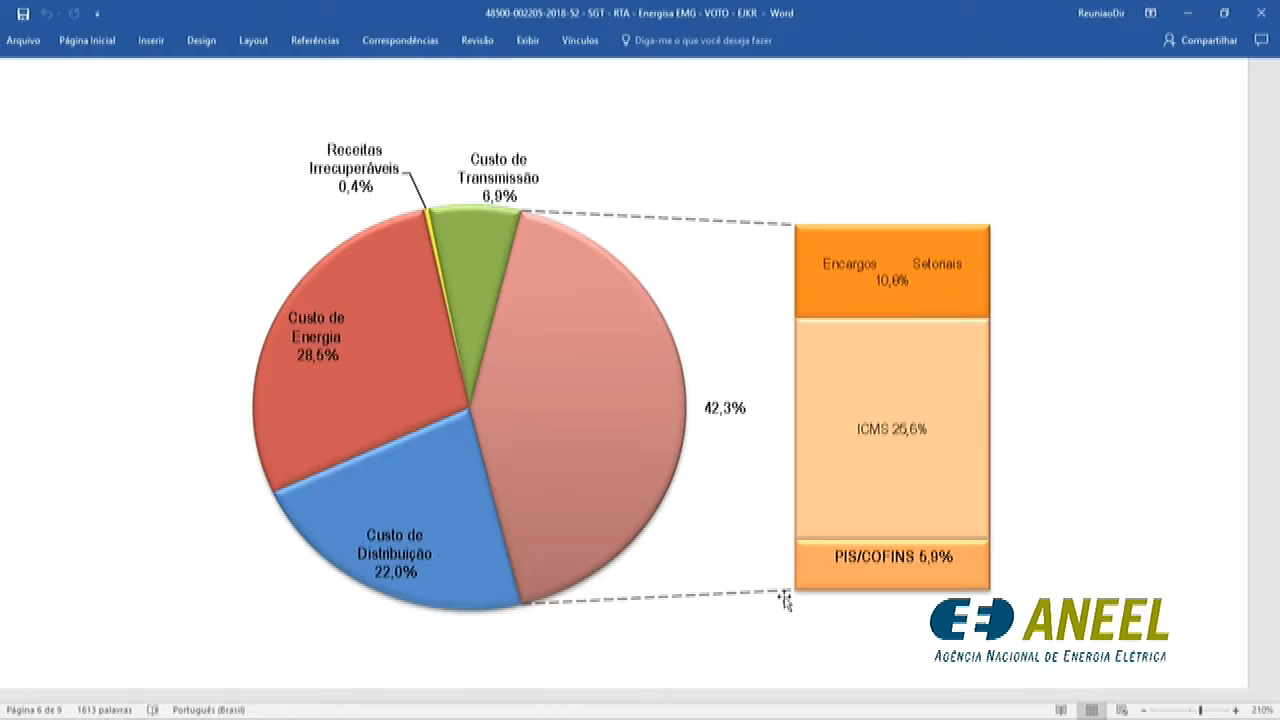 48500-002205-2018-52 - SGT - RTA - Energisa EMG - VOTO - EJKR - Word
ReuniaoDir
Arquivo Página Inicial Inserir Design Layout Referências Correspondências Revisão Exibir Vínculos Diga-me o que você deseja fazer Compartilhar
Receitas
Irrecuperáveis
0,4%
Custo de
Transmissão
6,9%
Encargos Setoriais
10,8%
Custo de
Energia
28,5%
42,3%
ICMS 25,6%
Custo de
Distribuição
22,0%
PIS/COFINS 5,9%
ANEEL
AGÊNCIA NACIONAL DE ENERGIA ELÉTRICA
Página 6 de 9 1613 palavras Português (Brasil) 210%